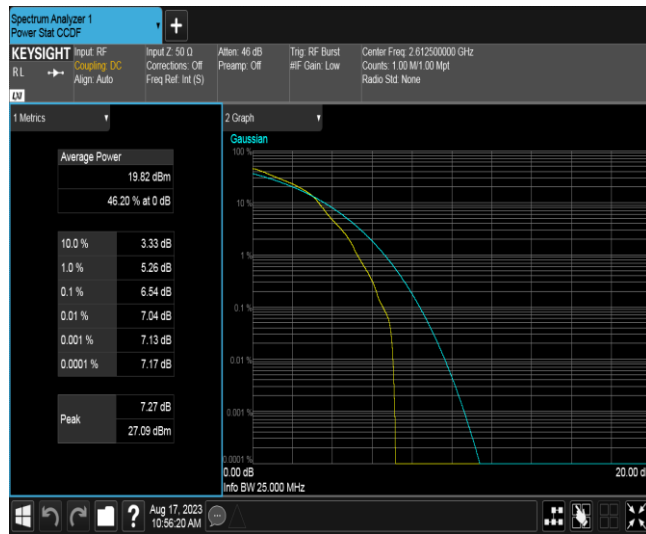 Spectrum Analyzer 1
Power Stat CCDF
KEYSIGHT
RL
LXI
Input: RF
Coupling: DC
Align: Auto
Input Z: 50 Ω
Corrections: Off
Freq Ref: Int (S)
Atten: 46 dB
Preamp: Off
Trig: RF Burst
#IF Gain: Low
Center Freq: 2.612500000 GHz
Counts: 1.00 M/1.00 Mpt
Radio Std: None
1 Metrics
Average Power
19.82 dBm
46.20 % at 0 dB
10.0 % 3.33 dB
1.0 % 5.26 dB
0.1 % 6.54 dB
0.01 % 7.04 dB
0.001 % 7.13 dB
0.0001 % 7.17 dB
Peak
7.27 dB
27.09 dBm
2 Graph
Gaussian
100 %
10 %
1 %
0.1 %
0.01 %
0.001 %
0.0001 %
0.00 dB
20.00 d
Info BW 25.000 MHz
?
Aug 17, 2023
10:56:20 AM